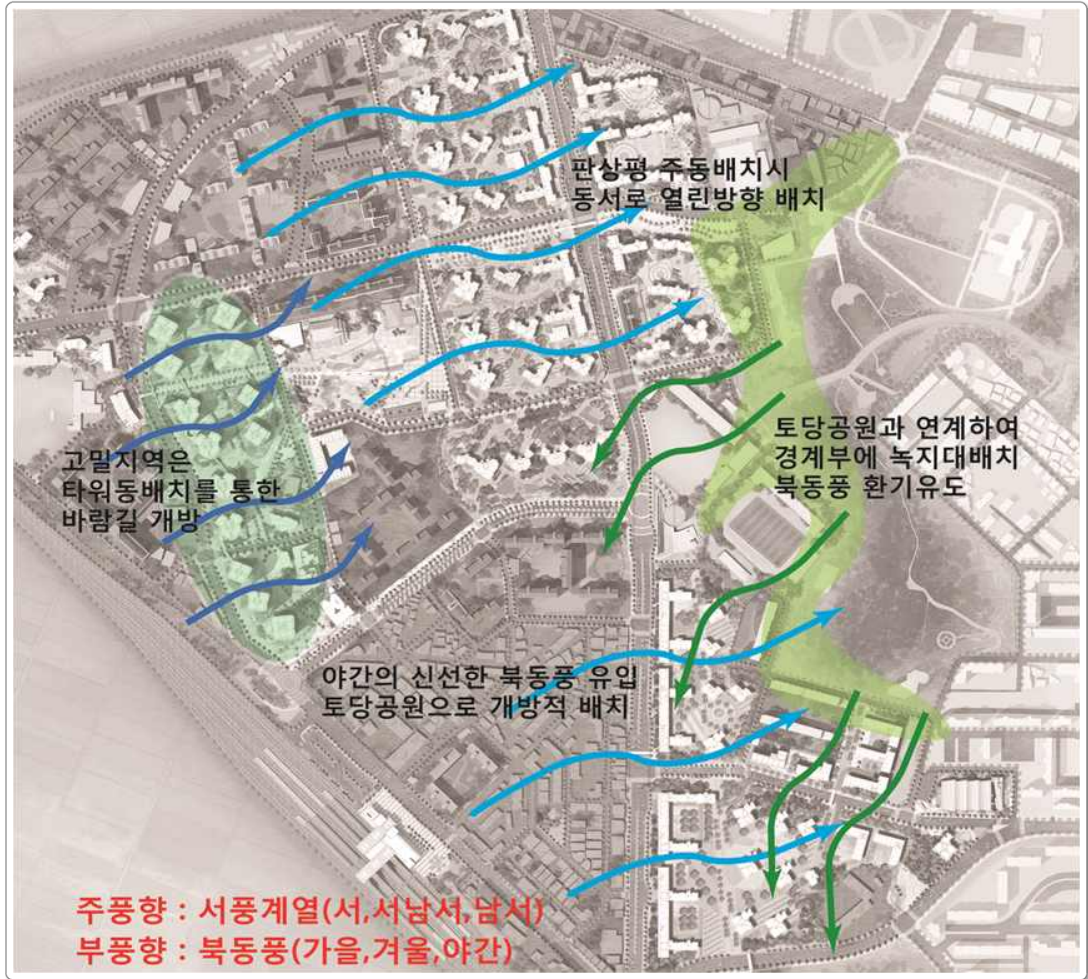 판상평 주동배치시
동서로 열린방향 배치
토당공원과 연계하여
경계부에 녹지대배치
북동풍 환기유도
고밀지역은
타워동배치를 통한
바람길 개방
야간의 신선한 북동풍 유입
토당공원으로 개방적 배치
주풍향 : 서풍계열(서,서남서,남서)
부풍향 : 북동풍(가을,겨울,야간)